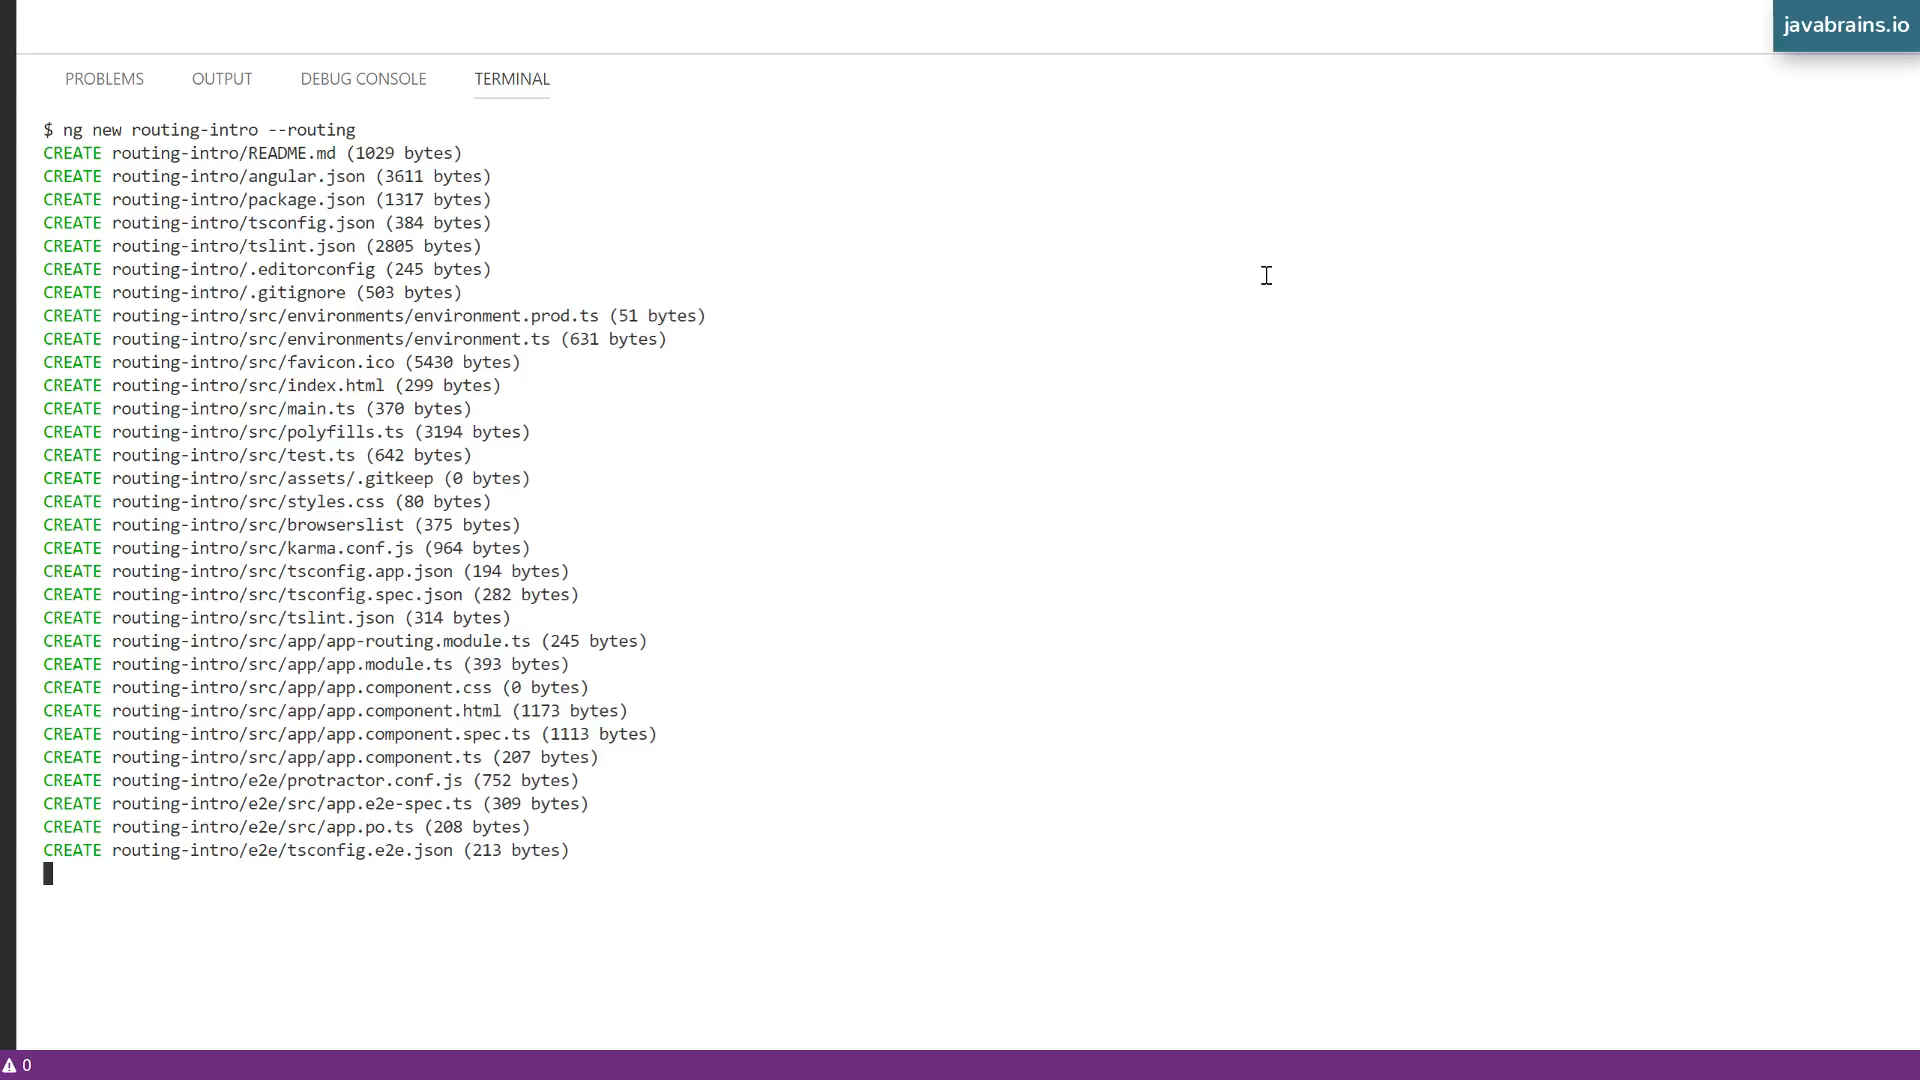 javabrains.io
PROBLEMS OUTPUT DEBUG CONSOLE TERMINAL
$ ng new routing-intro --routing
CREATE routing-intro/README.md (1029 bytes)
CREATE routing-intro/angular.json (3611 bytes)
CREATE routing-intro/package.json (1317 bytes)
CREATE routing-intro/tsconfig.json (384 bytes)
CREATE routing-intro/tslint.json (2805 bytes)
CREATE routing-intro/.editorconfig (245 bytes)
CREATE routing-intro/.gitignore (503 bytes)
CREATE routing-intro/src/environments/environment.prod.ts (51 bytes)
CREATE routing-intro/src/environments/environment.ts (631 bytes)
CREATE routing-intro/src/favicon.ico (5430 bytes)
CREATE routing-intro/src/index.html (299 bytes)
CREATE routing-intro/src/main.ts (370 bytes)
CREATE routing-intro/src/polyfills.ts (3194 bytes)
CREATE routing-intro/src/test.ts (642 bytes)
CREATE routing-intro/src/assets/.gitkeep (0 bytes)
CREATE routing-intro/src/styles.css (80 bytes)
CREATE routing-intro/src/browserslist (375 bytes)
CREATE routing-intro/src/karma.conf.js (964 bytes)
CREATE routing-intro/src/tsconfig.app.json (194 bytes)
CREATE routing-intro/src/tsconfig.spec.json (282 bytes)
CREATE routing-intro/src/tslint.json (314 bytes)
CREATE routing-intro/src/app/app-routing.module.ts (245 bytes)
CREATE routing-intro/src/app/app.module.ts (393 bytes)
CREATE routing-intro/src/app/app.component.css (0 bytes)
CREATE routing-intro/src/app/app.component.html (1173 bytes)
CREATE routing-intro/src/app/app.component.spec.ts (1113 bytes)
CREATE routing-intro/src/app/app.component.ts (207 bytes)
CREATE routing-intro/e2e/protractor.conf.js (752 bytes)
CREATE routing-intro/e2e/src/app.e2e-spec.ts (309 bytes)
CREATE routing-intro/e2e/src/app.po.ts (208 bytes)
CREATE routing-intro/e2e/tsconfig.e2e.json (213 bytes)
0